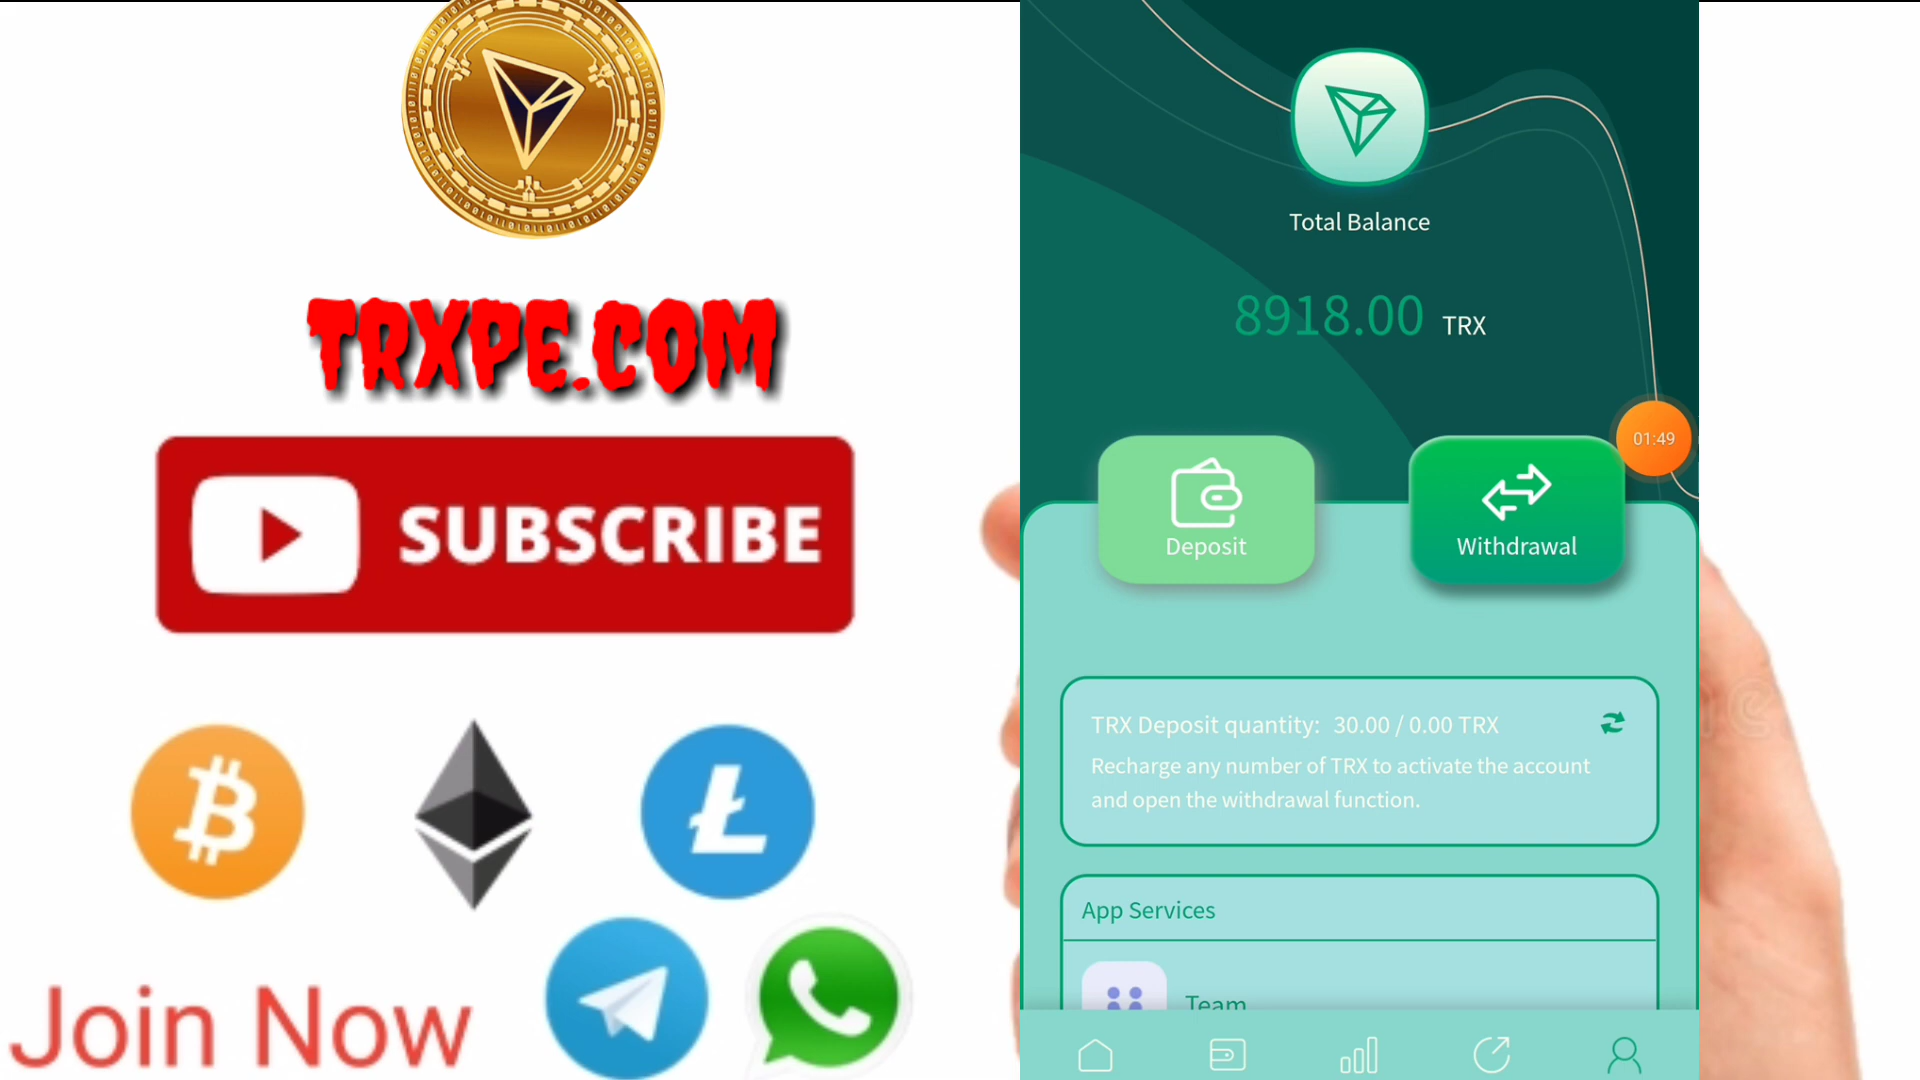 TRXPE.COM
SUBSCRIBE
Join Now
Total Balance
8918.00 TRX
01:49
Deposit
Withdrawal
TRX Deposit quantity: 30.00 / 0.00 TRX
Recharge any number of TRX to activate the account
and open the withdrawal function.
App Services
Team